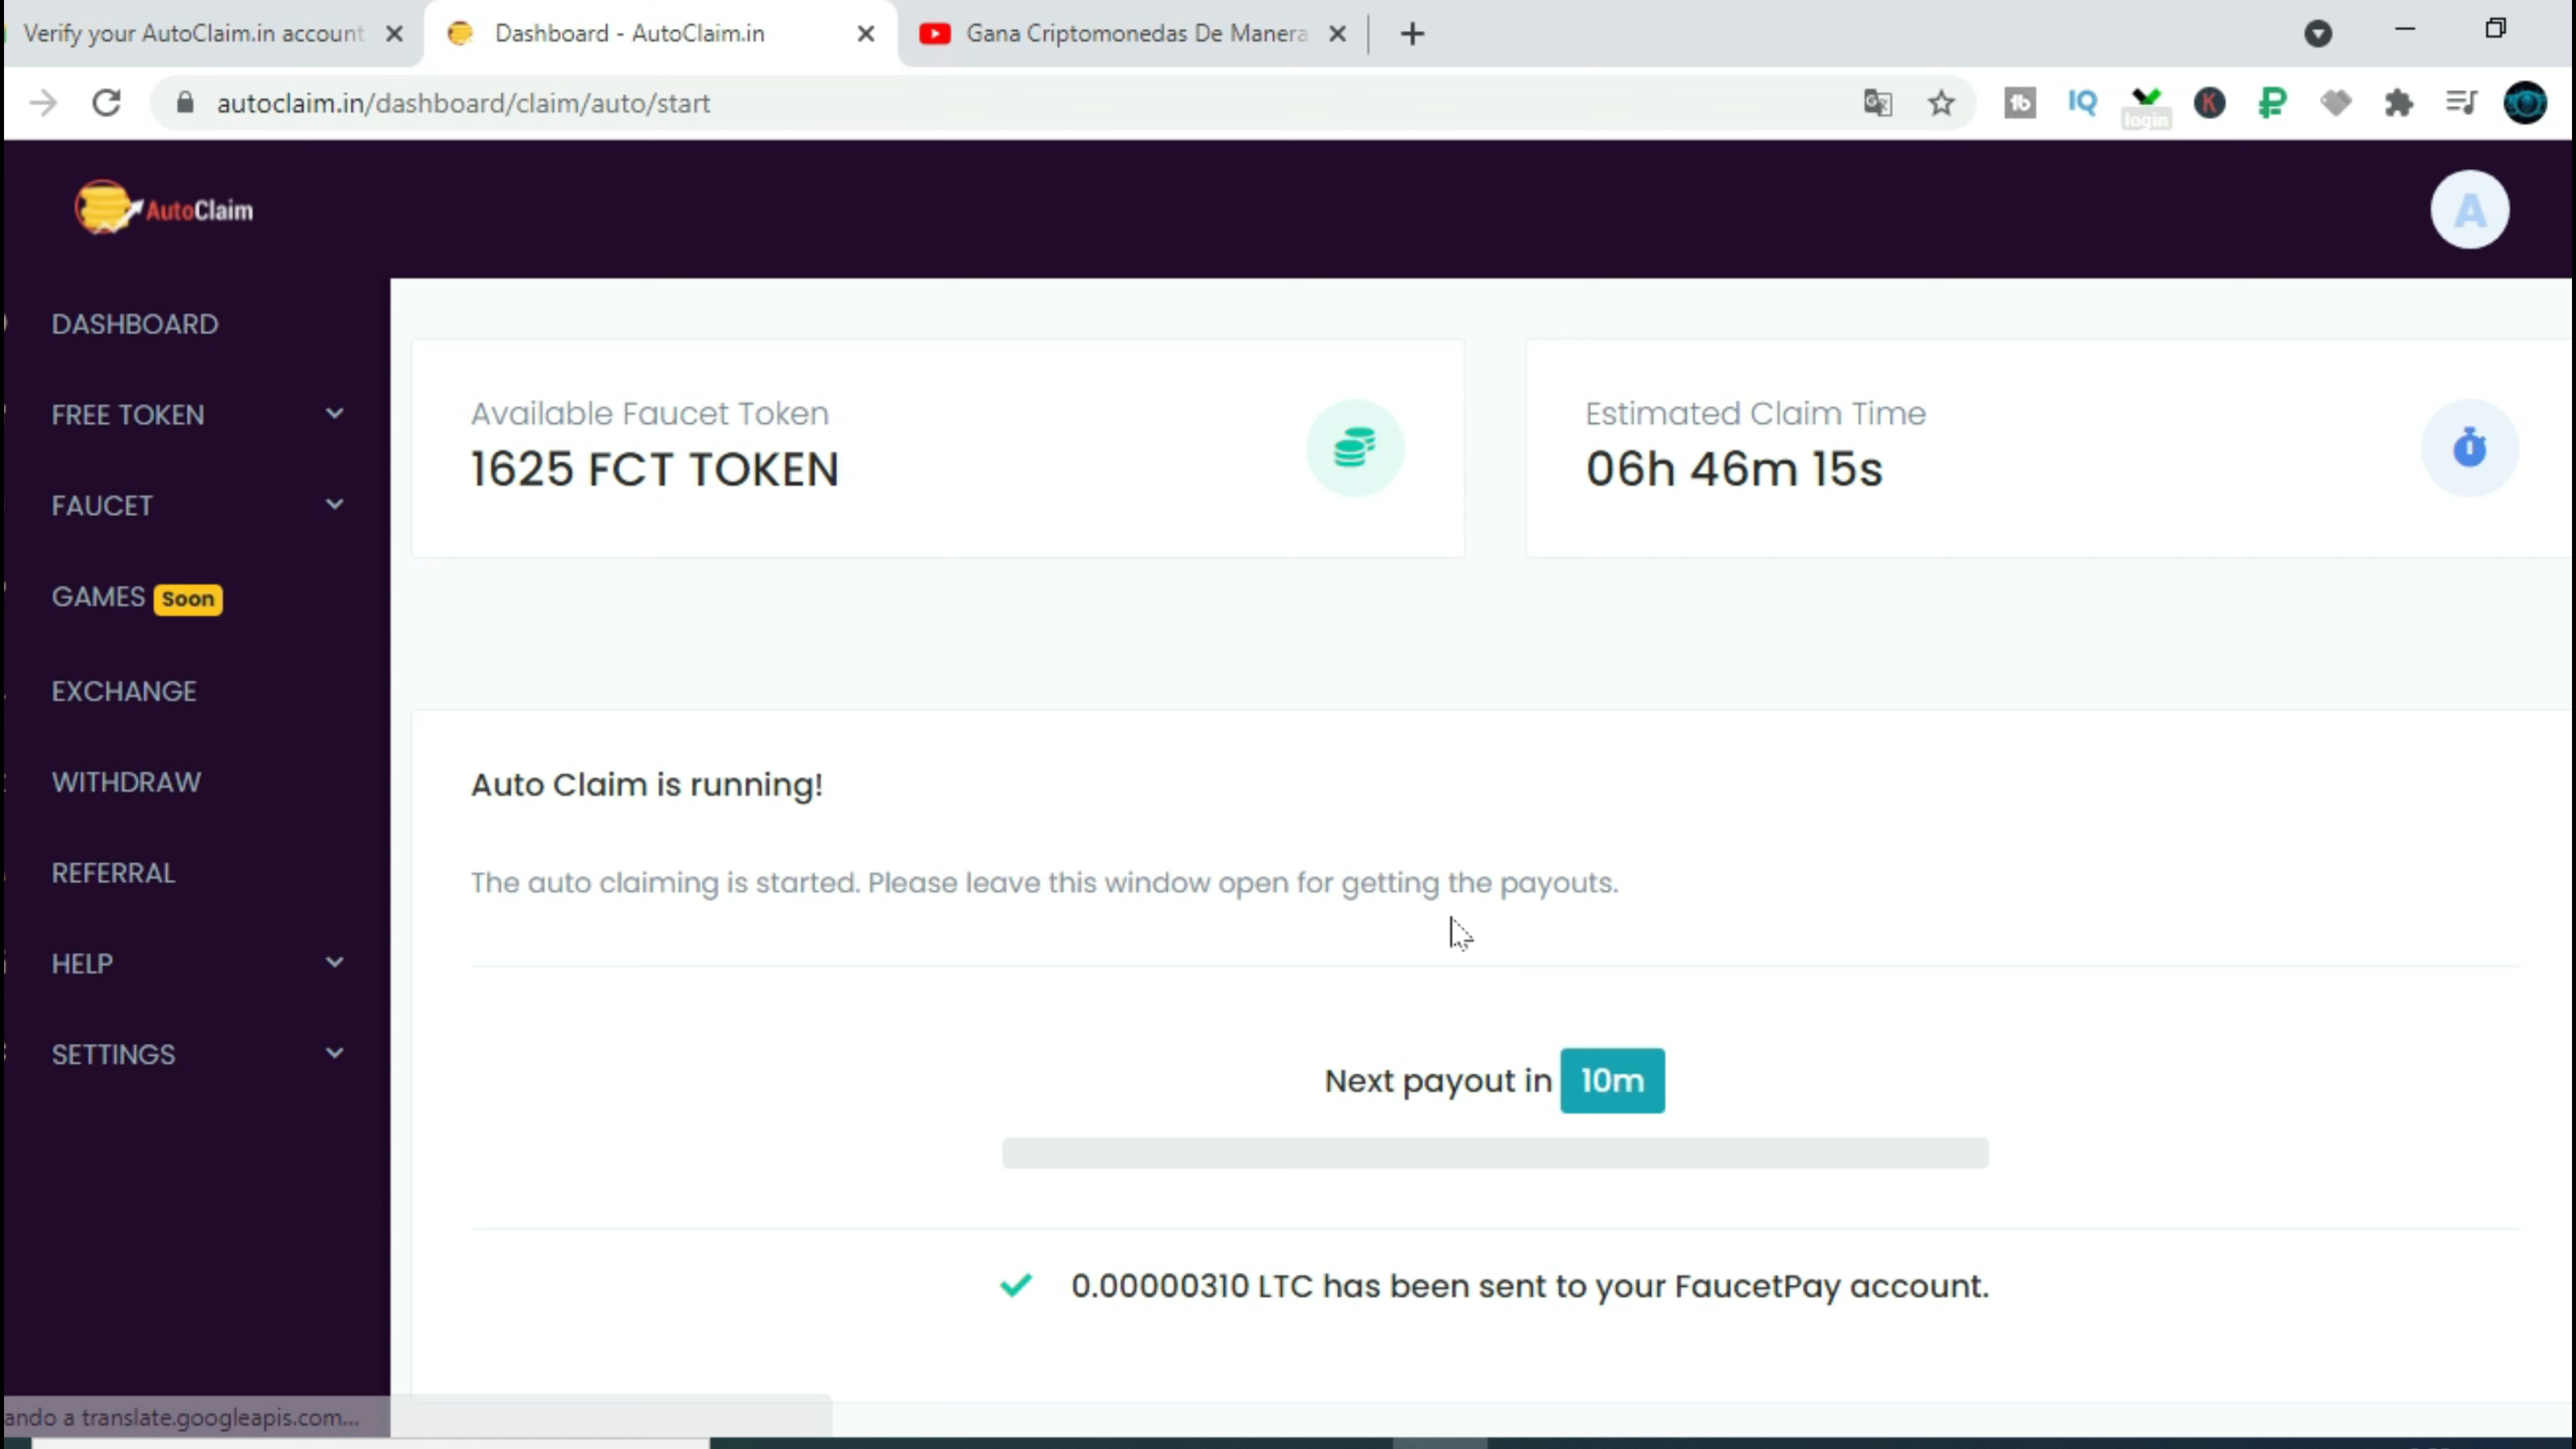 Verify your AutoClaim.in account
Dashboard - AutoClaim.in
Gana Criptomonedas De Manera
autoclaim.in/dashboard/claim/auto/start
tb
IQ
login
K
AutoClaim
A
DASHBOARD
FREE TOKEN
FAUCET
GAMES Soon
EXCHANGE
WITHDRAW
REFERRAL
HELP
SETTINGS
Available Faucet Token
1625 FCT TOKEN
Estimated Claim Time
06h 46m 15s
Auto Claim is running!
The auto claiming is started. Please leave this window open for getting the payouts.
Next payout in 10m
0.00000310 LTC has been sent to your FaucetPay account.
ando a translate.googleapis.com...